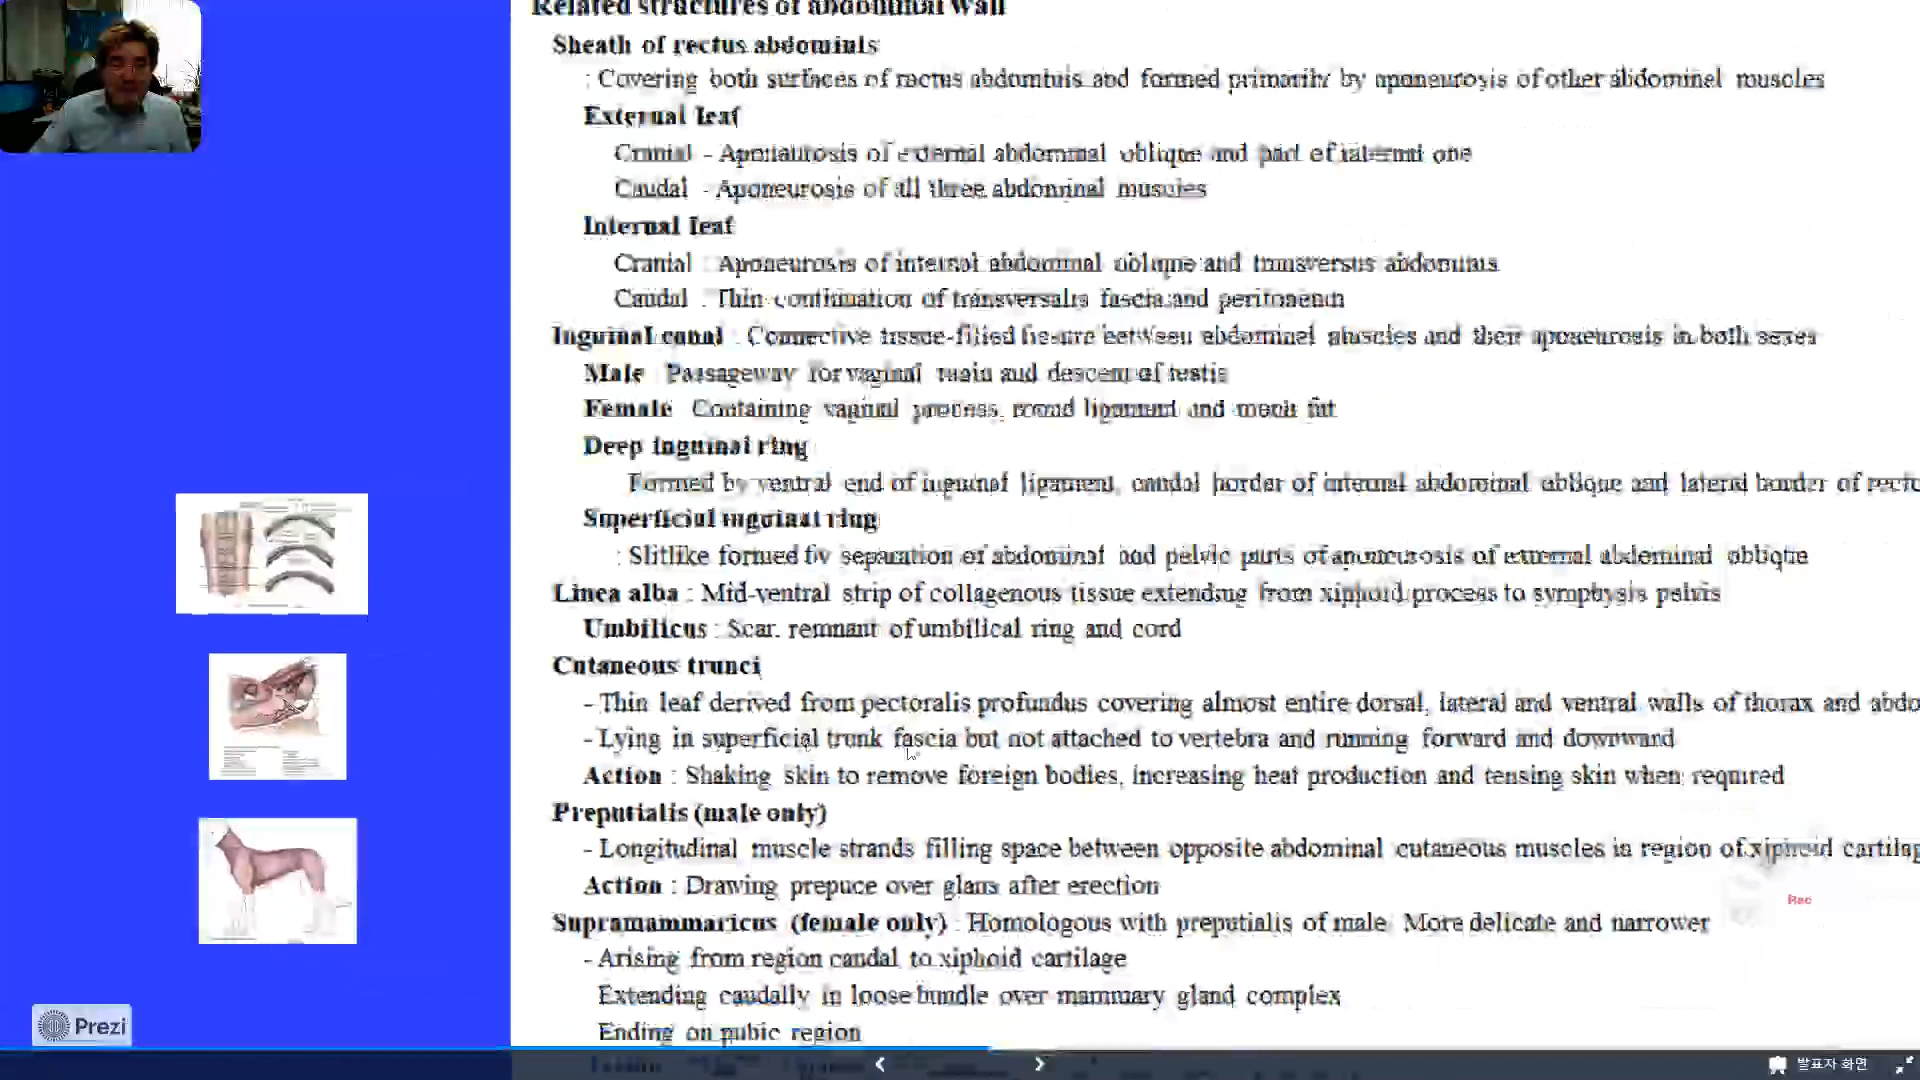 Related structures of abdominal wall
Sheath of rectus abdominis
: Covering both surfaces of rectus abdominis and formed primarily by aponeurosis of other abdominal muscles
External leaf
Cranial - Aponeurosis of external abdominal oblique and part of internal one
Caudal - Aponeurosis of all three abdominal muscles
Internal leaf
Cranial : Aponeurosis of internal abdominal oblique and transversus abdominis
Caudal : Thin continuation of transversalis fascia and peritoneum
Inguinal canal : Connective tissue-filled fissure between abdominal muscles and their aponeurosis in both sexes
Male Passageway for vaginal tunic and descent of testis
Female Containing vaginal process, round ligament and much fat
Deep inguinal ring
Formed by ventral end of inguinal ligament, caudal border of internal abdominal oblique and lateral border of
Superficial inguinal ring
: Slitlike formed by separation of abdominal and pelvic parts of aponeurosis of external abdominal oblique
Linea alba : Mid-ventral strip of collagenous tissue extending from xiphoid process to symphysis pelvis
Umbilicus : Scar, remnant of umbilical ring and cord
Cutaneous trunci
- Thin leaf derived from pectoralis profundus covering almost entire dorsal, lateral and ventral walls of thorax and abdo
- Lying in superficial trunk fascia but not attached to vertebra and running forward and downward
Action : Shaking skin to remove foreign bodies, increasing heat production and tensing skin when required
Preputialis (male only)
- Longitudinal muscle strands filling space between opposite abdominal cutaneous muscles in region of xiphoid cartilag
Action : Drawing prepuce over glans after erection
Supramammaricus (female only) : Homologous with preputialis of male. More delicate and narrower
- Arising from region caudal to xiphoid cartilage
Extending caudally in loose bundle over mammary gland complex
Ending on pubic region
Rec
Prezi
발표자 화면